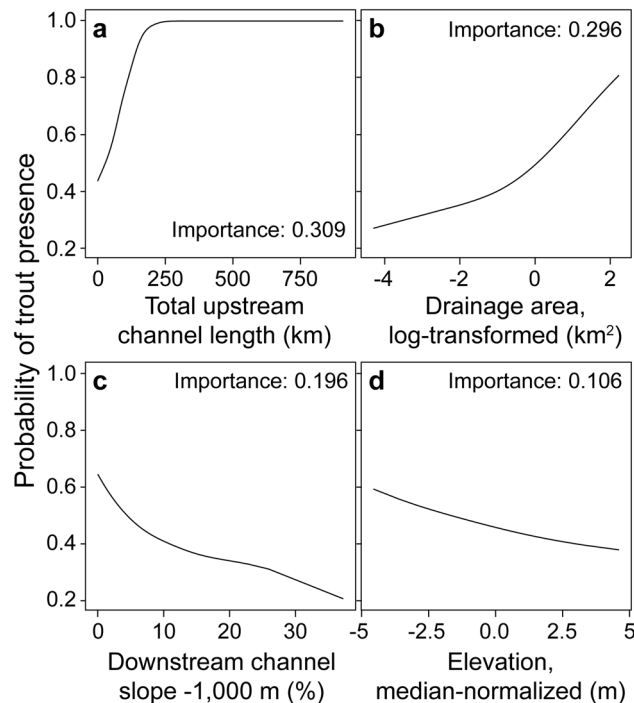 Probability of trout presence
a
Importance: 0.309
1.0
0.8
0.6
0.4
0.2
0 250 500 750
Total upstream
channel length (km)
b
Importance: 0.296
-4 -2 0 2
Drainage area,
log-transformed (km²)
c
Importance: 0.196
1.0
0.8
0.6
0.4
0.2
0 10 20 30
Downstream channel
slope -1,000 m (%)
d
Importance: 0.106
-5 -2.5 0.0 2.5 5
Elevation,
median-normalized (m)